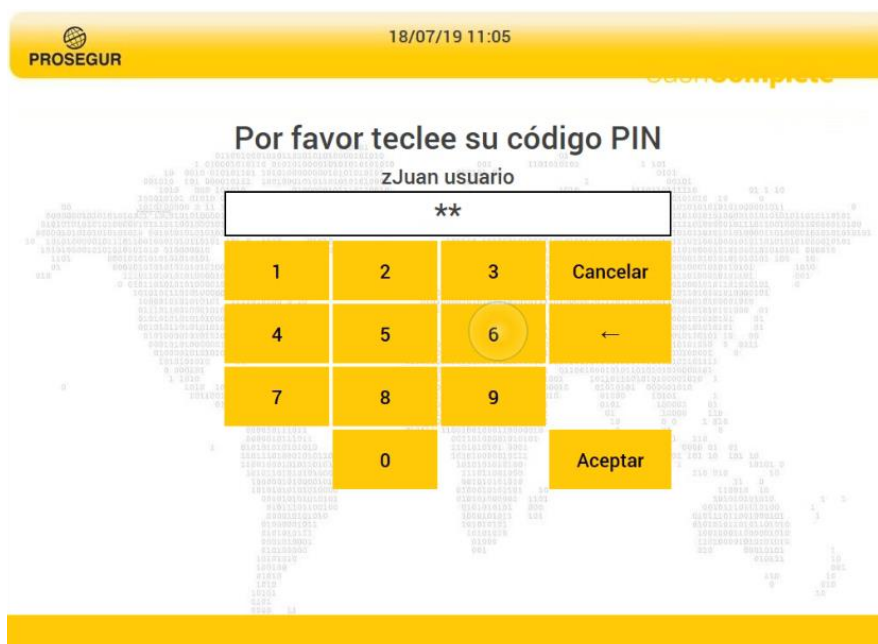 PROSEGUR
18/07/19 11:05
Por favor teclee su código PIN
zJuan usuario
**
1 2 3 Cancelar
4 5 6 ←
7 8 9
0 Aceptar